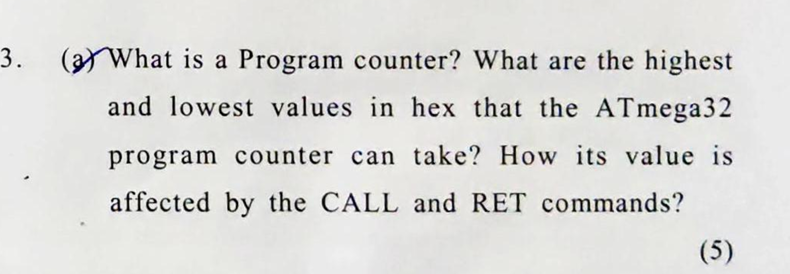 3. (a) What is a Program counter? What are the highest
and lowest values in hex that the ATmega32
program counter can take? How its value is
affected by the CALL and RET commands?
(5)